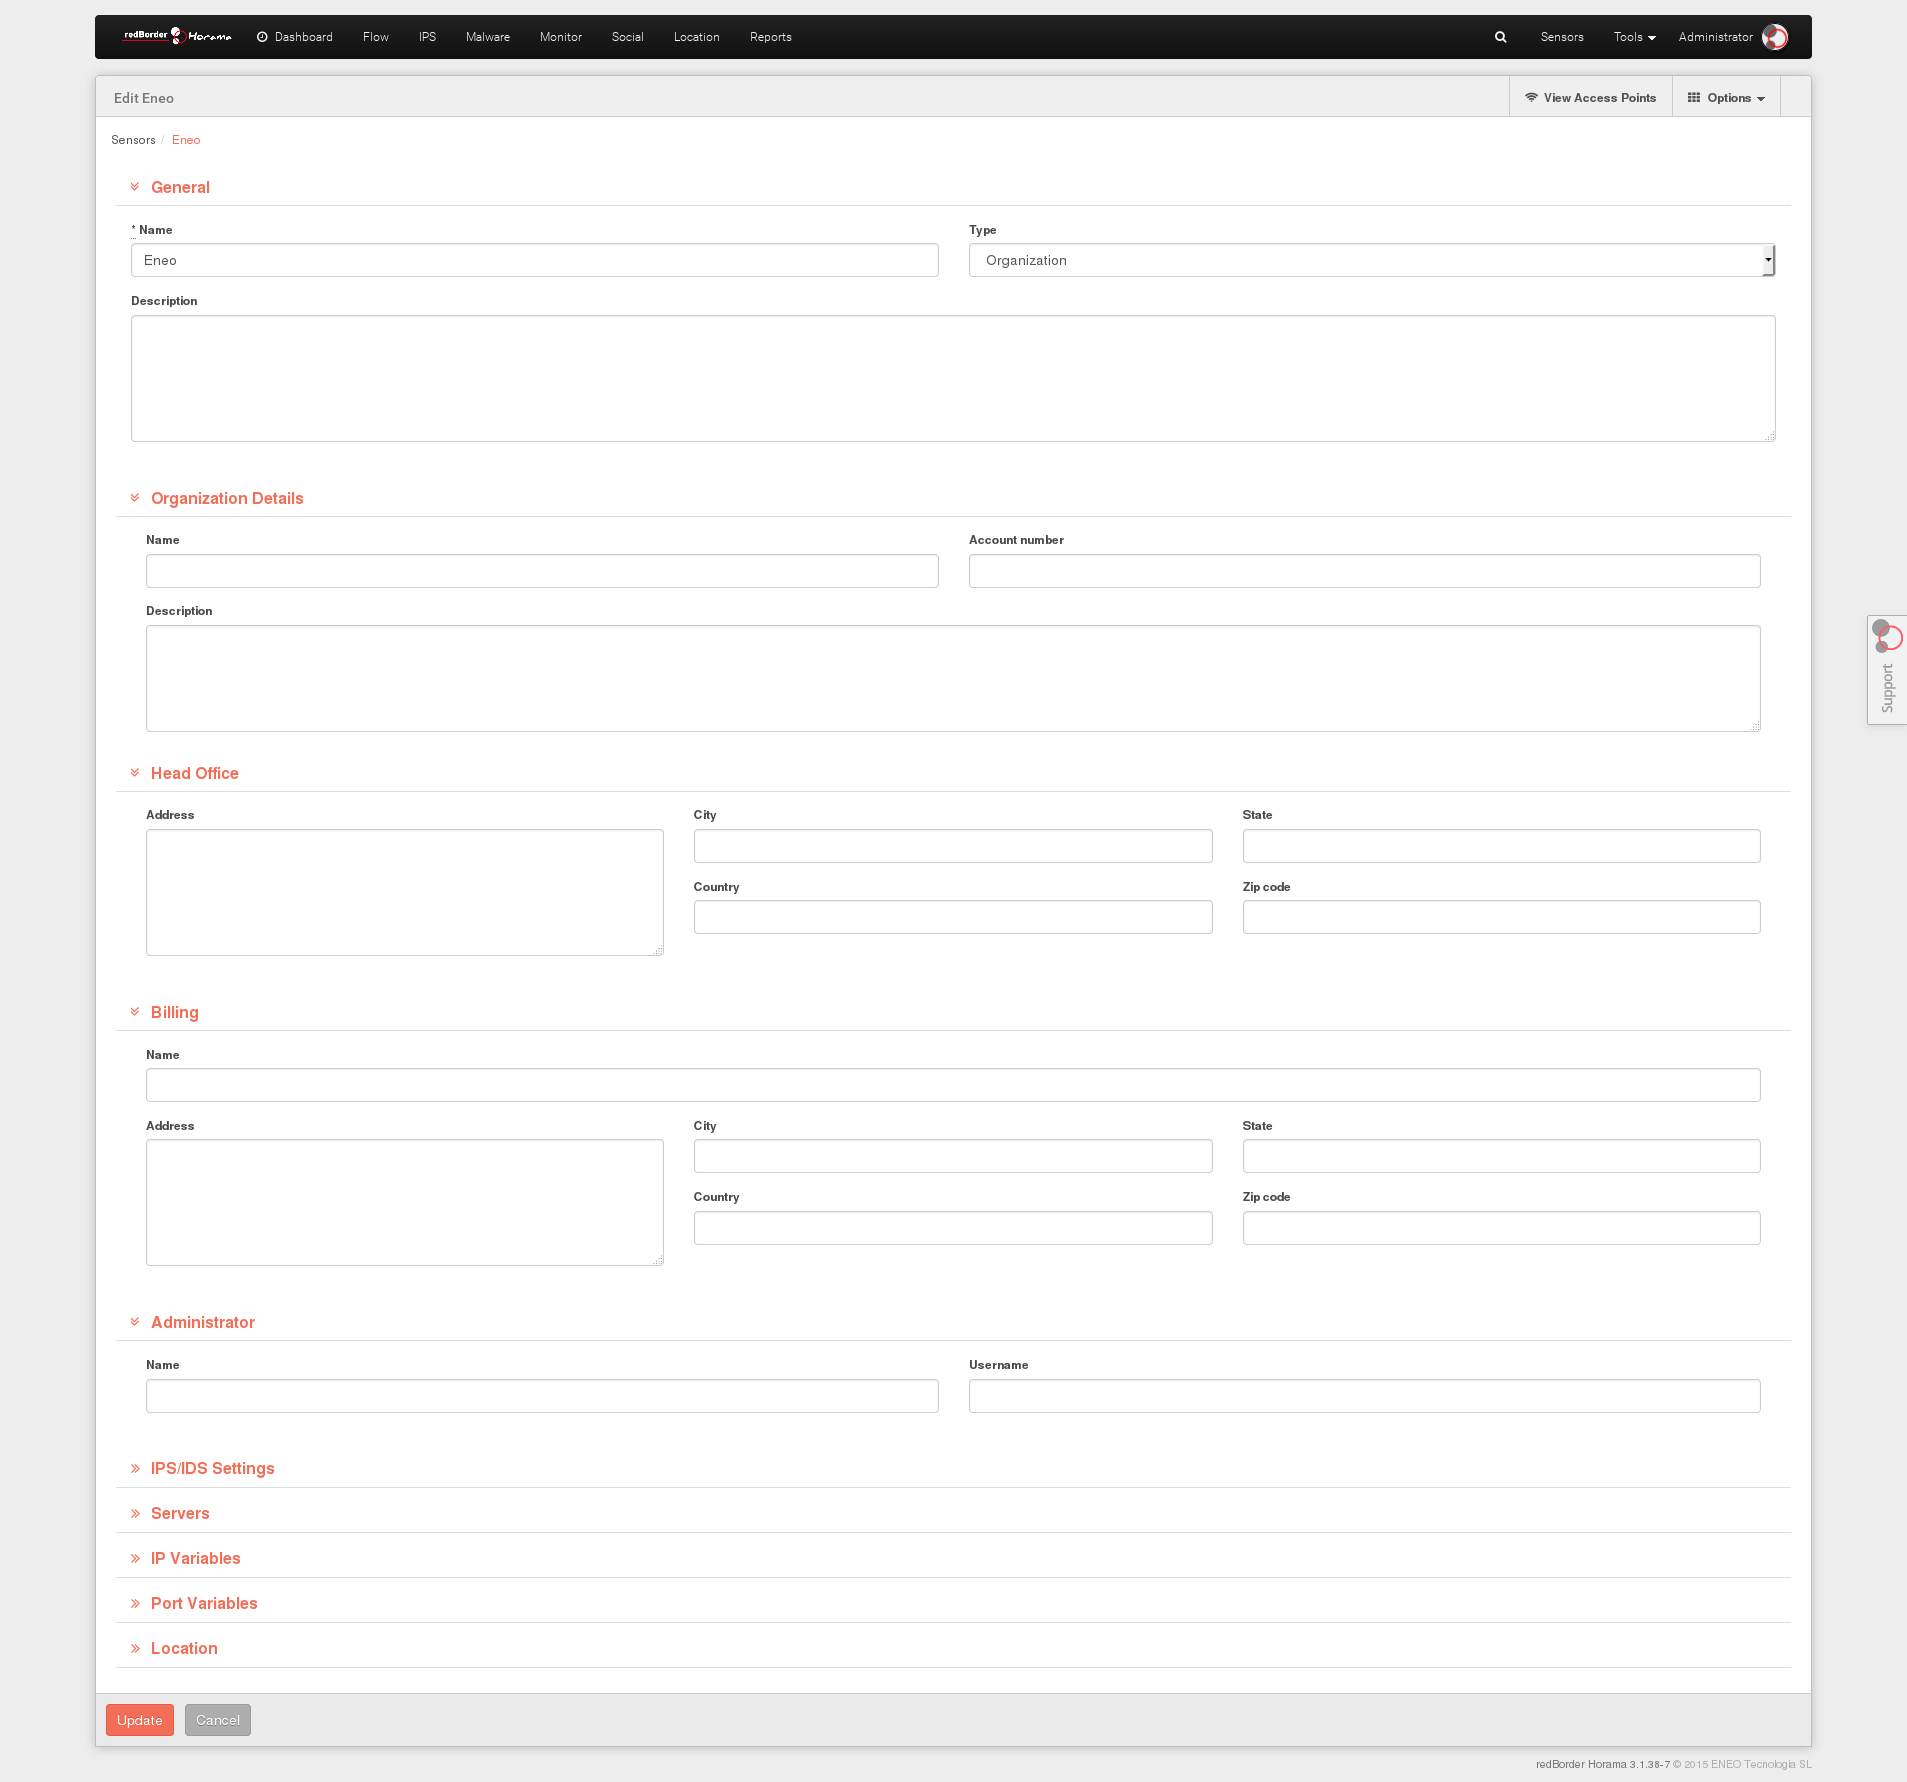 redBorder Horama Dashboard Flow IPS Malware Monitor Social Location Reports Sensors Tools Administrator
Edit Eneo View Access Points Options
Sensors / Eneo
General
* Name Type
Eneo Organization
Description
Organization Details
Name Account number
Description
Support
Head Office
Address City State
Country Zip code
Billing
Name
Address City State
Country Zip code
Administrator
Name Username
IPS/IDS Settings
Servers
IP Variables
Port Variables
Location
Update Cancel
redBorder Horama 3.1.38-7 © 2015 ENEO Tecnologia SL